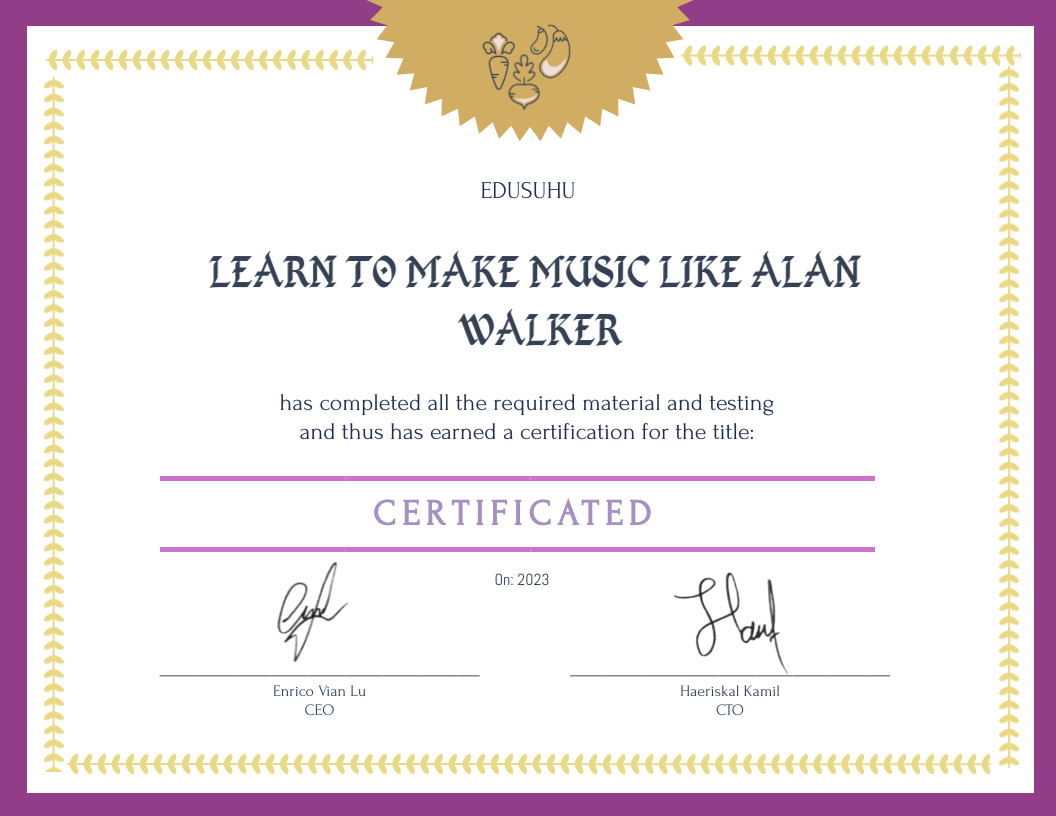 EDUSUHU
LEARN TO MAKE MUSIC LIKE ALAN
WALKER
has completed all the required material and testing
and thus has earned a certification for the title:
CERTIFICATED
On: 2023
Enrico Vian Lu
CEO
Haeriskal Kamil
CTO